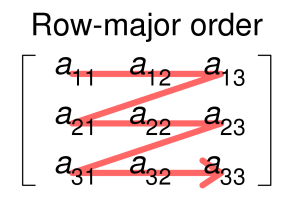 Row-major order
a11 a12 a13
a21 a22 a23
a31 a32 a33